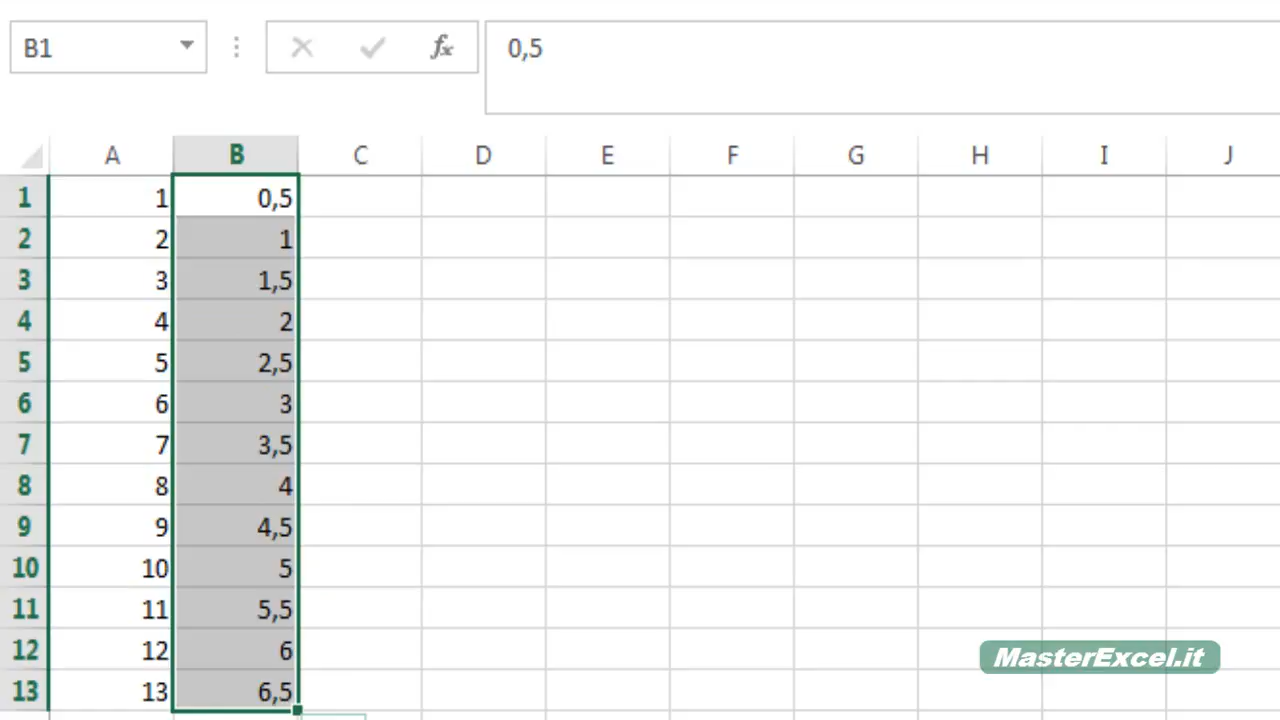 B1 fx 0,5
A B C D E F G H I J
1 1 0,5
2 2 1
3 3 1,5
4 4 2
5 5 2,5
6 6 3
7 7 3,5
8 8 4
9 9 4,5
10 10 5
11 11 5,5
12 12 6
13 13 6,5
MasterExcel.it